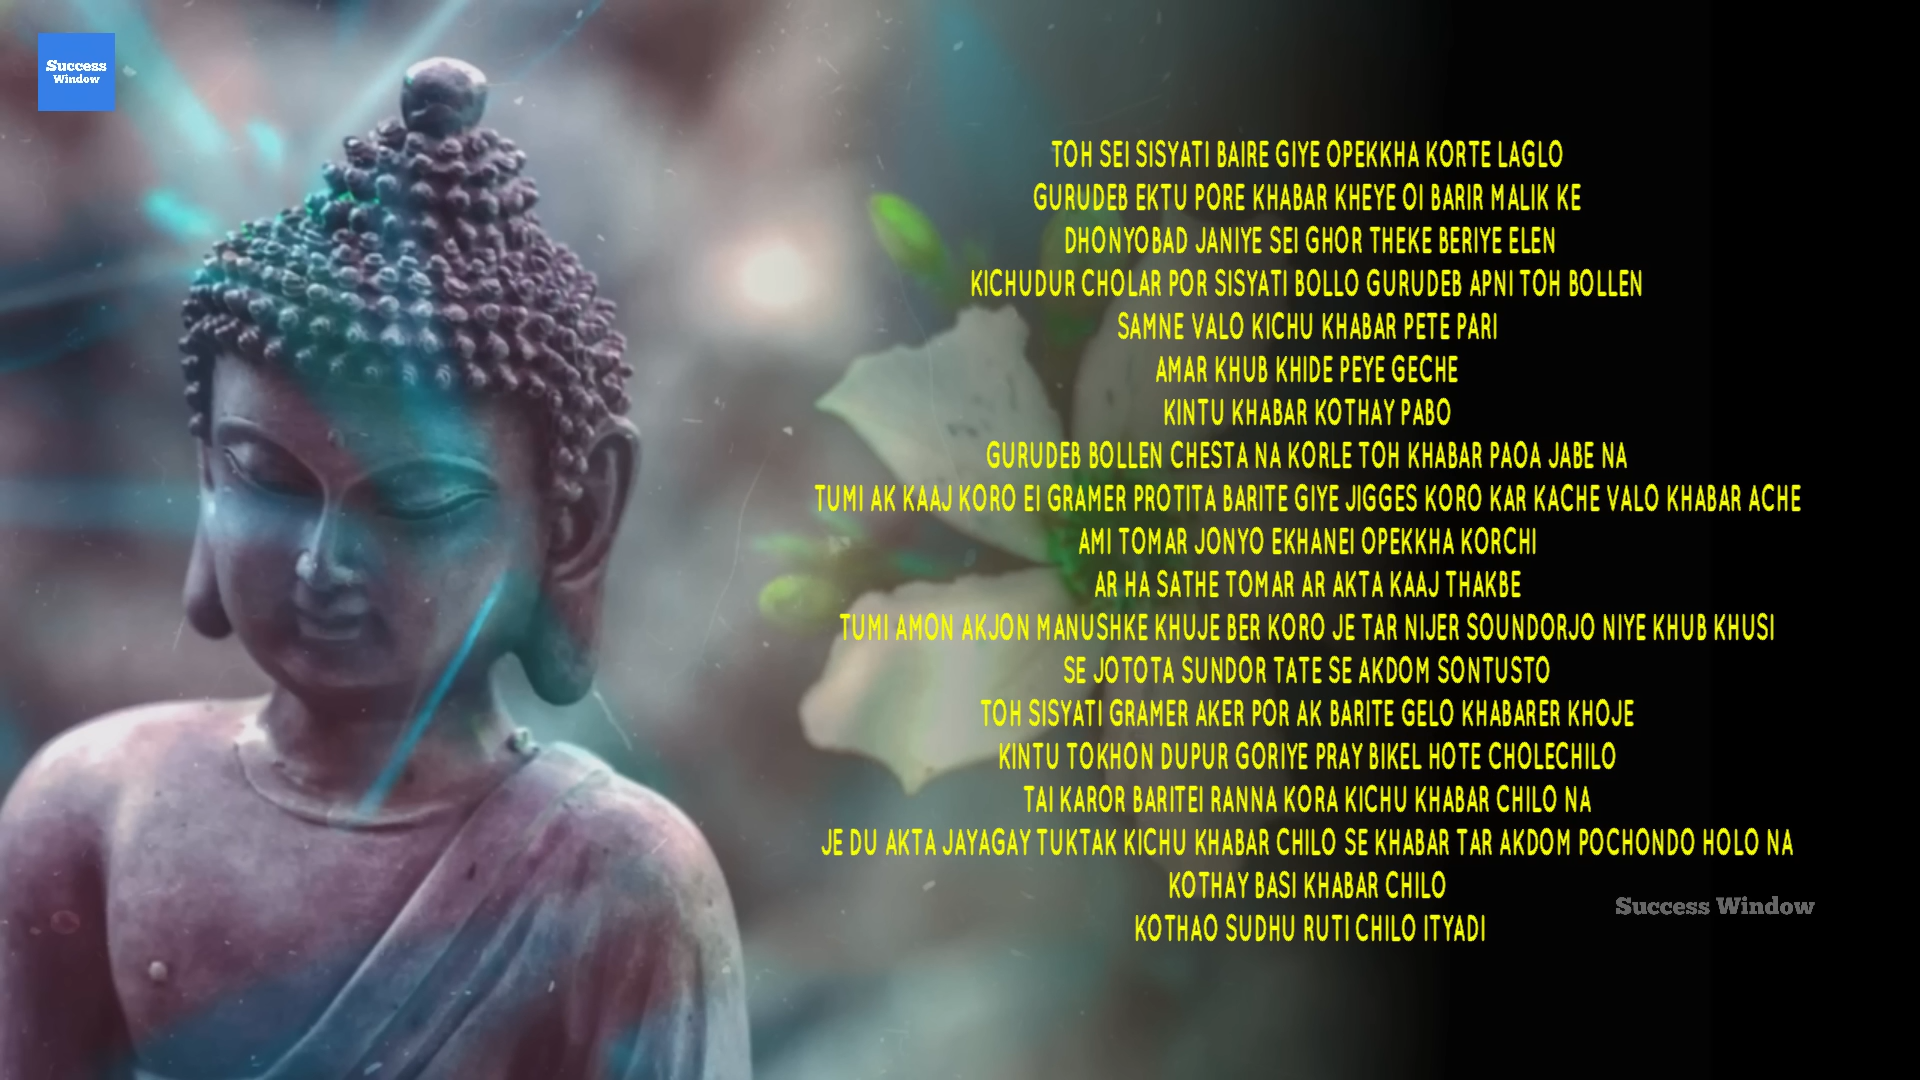 Success
Window
TOH SEI SISYATI BAIRE GIYE OPEKKHA KORTE LAGLO
GURUDEB EKTU PORE KHABAR KHEYE OI BARIR MALIK KE
DHONYOBAD JANIYE SEI GHOR THEKE BERIYE ELEN
KICHUDUR CHOLAR POR SISYATI BOLLO GURUDEB APNI TOH BOLLEN
SAMNE VALO KICHU KHABAR PETE PARI
AMAR KHUB KHIDE PEYE GECHE
KINTU KHABAR KOTHAY PABO
GURUDEB BOLLEN CHESTA NA KORLE TOH KHABAR PAOA JABE NA
TUMI AK KAAJ KORO EI GRAMER PROTITA BARITE GIYE JIGGES KORO KAR KACHE VALO KHABAR ACHE
AMI TOMAR JONYO EKHANEI OPEKKHA KORCHI
AR HA SATHE TOMAR AR AKTA KAAJ THAKBE
TUMI AMON AKJON MANUSHKE KHUJE BER KORO JE TAR NIJER SOUNDORJO NIYE KHUB KHUSI
SE JOTOTA SUNDOR TATE SE AKDOM SONTUSTO
TOH SISYATI GRAMER AKER POR AK BARITE GELO KHABARER KHOJE
KINTU TOKHON DUPUR GORIYE PRAY BIKEL HOTE CHOLECHILO
TAI KAROR BARITEI RANNA KORA KICHU KHABAR CHILO NA
JE DU AKTA JAYAGAY TUKTAK KICHU KHABAR CHILO SE KHABAR TAR AKDOM POCHONDO HOLO NA
KOTHAY BASI KHABAR CHILO
KOTHAO SUDHU RUTI CHILO ITYADI
Success Window